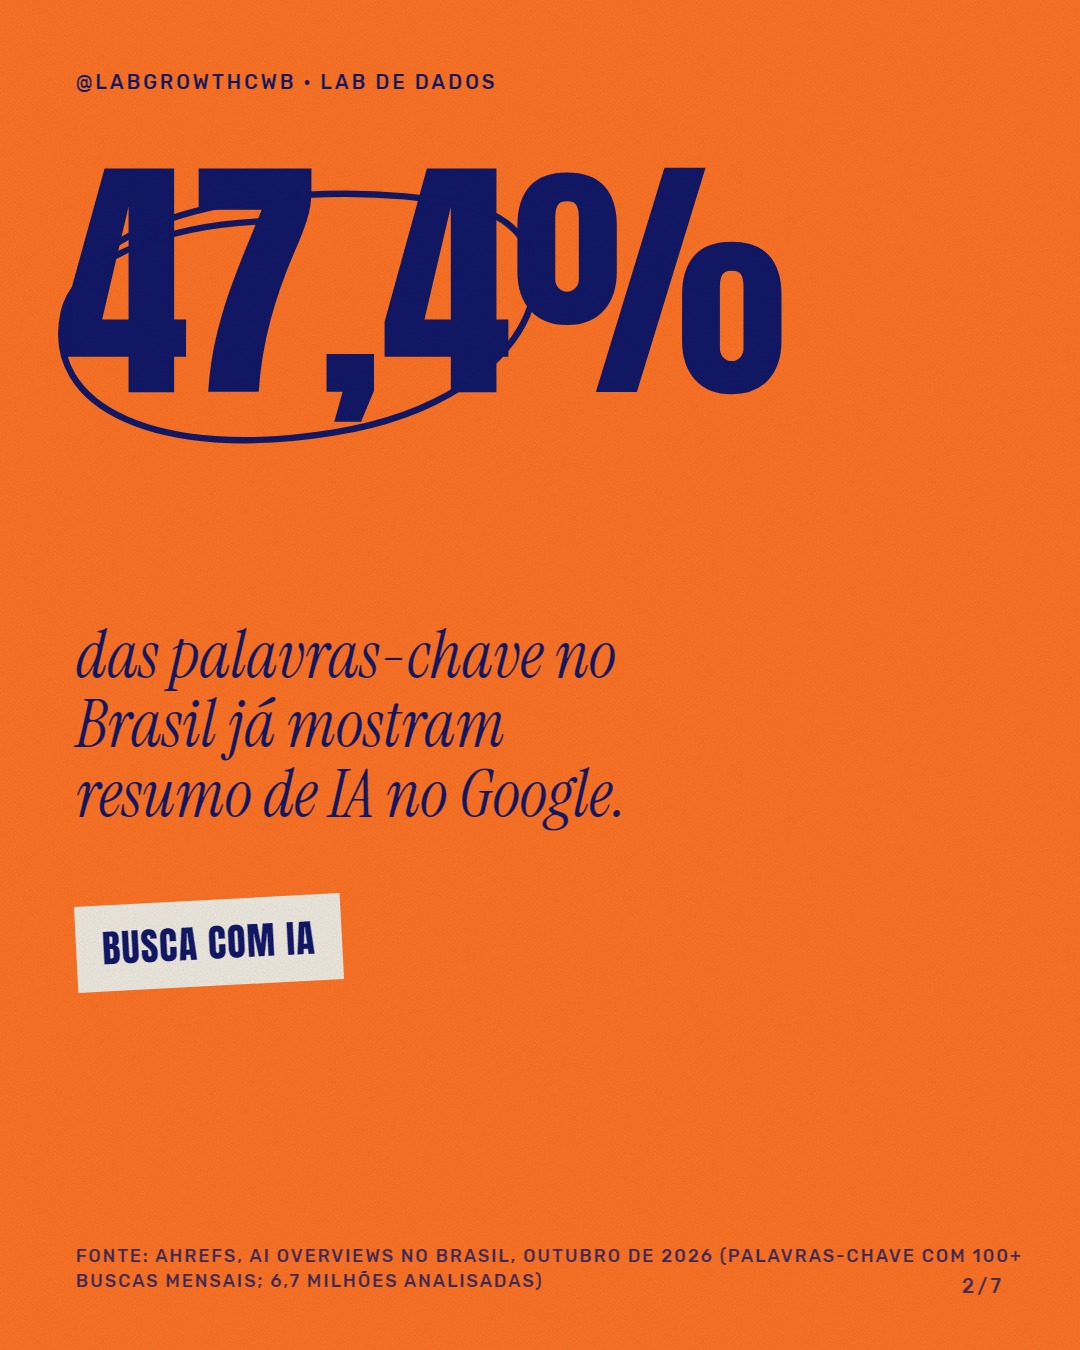 @LABGROWTHCWB • LAB DE DADOS
47,4%
das palavras-chave no
Brasil já mostram
resumo de IA no Google.
BUSCA COM IA
FONTE: AHREFS, AI OVERVIEWS NO BRASIL, OUTUBRO DE 2026 (PALAVRAS-CHAVE COM 100+
BUSCAS MENSAIS; 6,7 MILHÕES ANALISADAS)
2/7